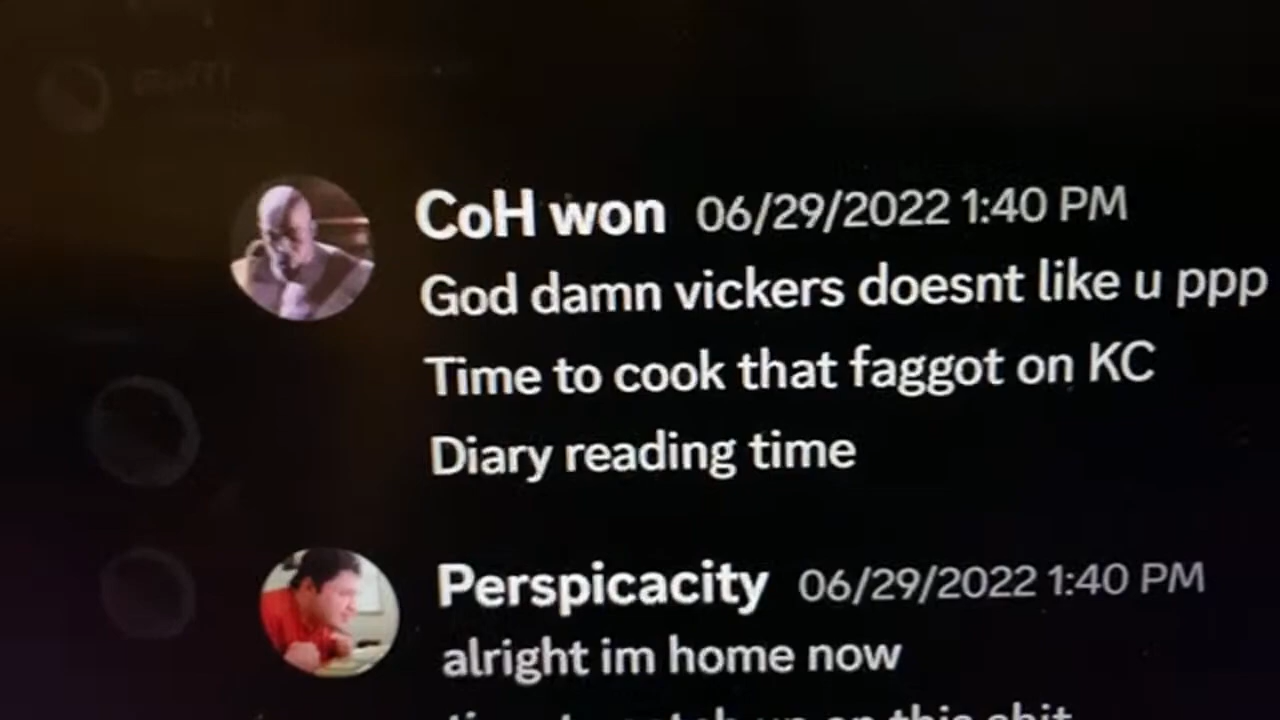 CoH won 06/29/2022 1:40 PM
God damn vickers doesnt like u ppp
Time to cook that faggot on KC
Diary reading time
Perspicacity 06/29/2022 1:40 PM
alright im home now